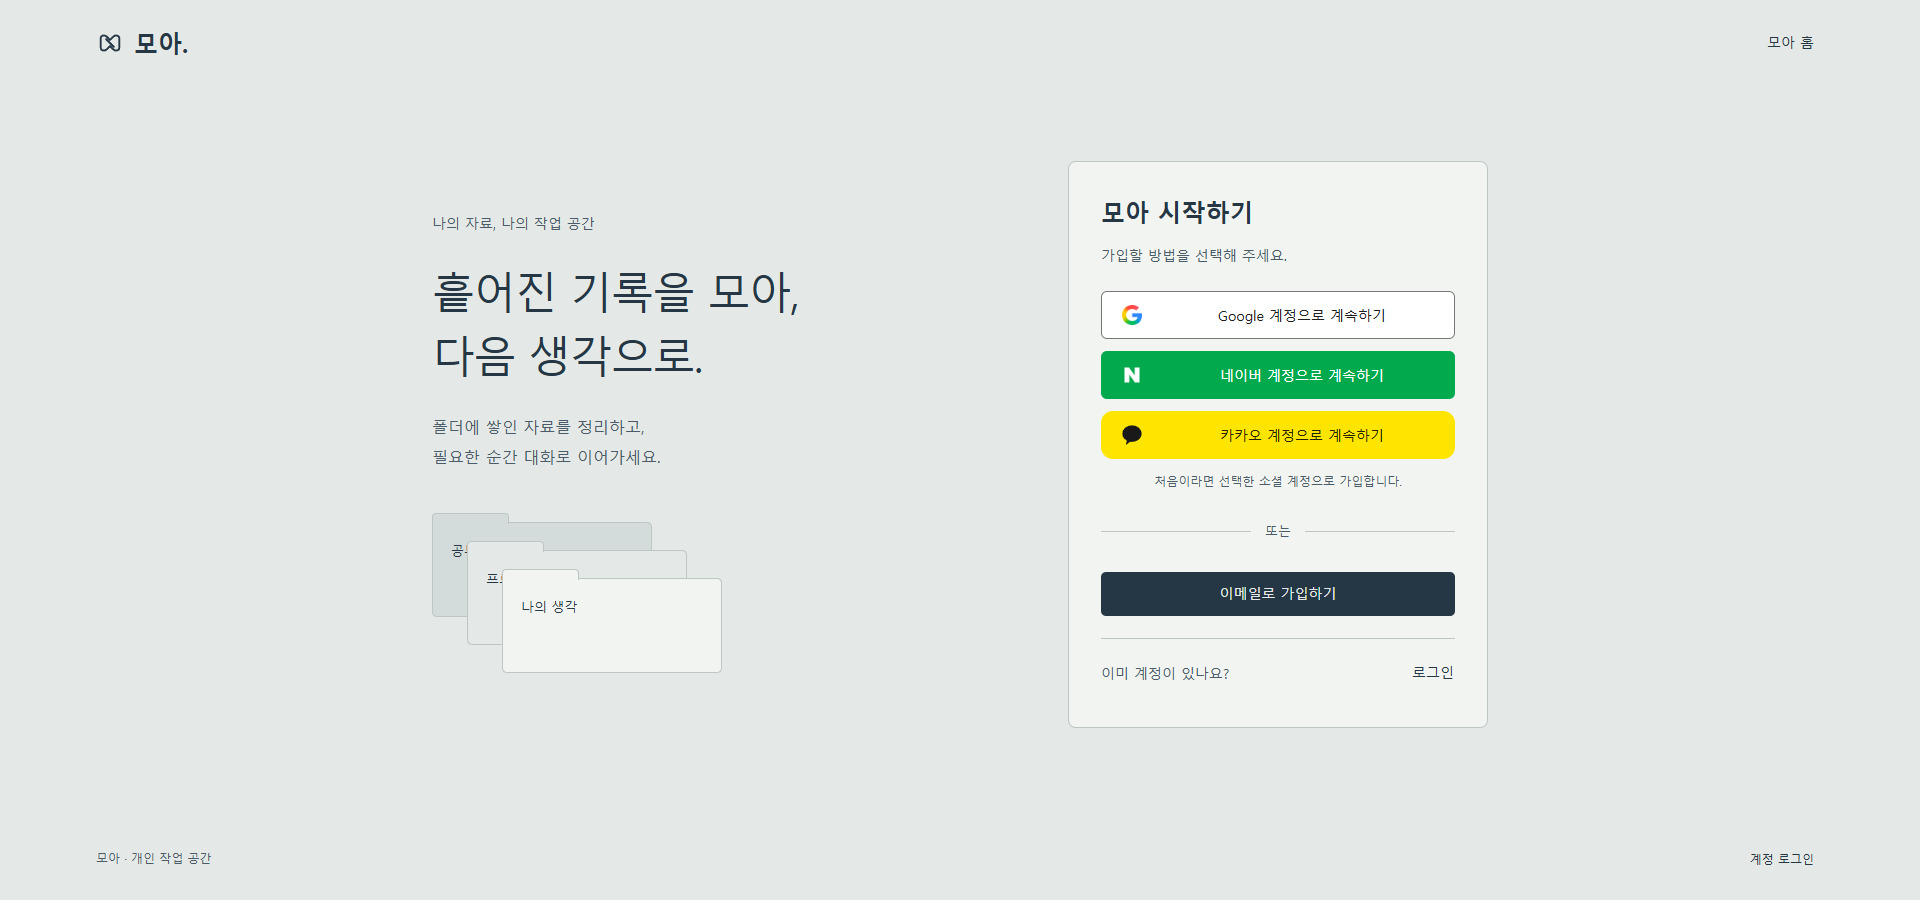 모아.
모아 홈
나의 자료, 나의 작업 공간
흩어진 기록을 모아,
다음 생각으로.
폴더에 쌓인 자료를 정리하고,
필요한 순간 대화로 이어가세요.
나의 생각
모아 시작하기
가입할 방법을 선택해 주세요.
Google 계정으로 계속하기
네이버 계정으로 계속하기
카카오 계정으로 계속하기
처음이라면 선택한 소셜 계정으로 가입합니다.
또는
이메일로 가입하기
이미 계정이 있나요?
로그인
모아 · 개인 작업 공간
계정 로그인